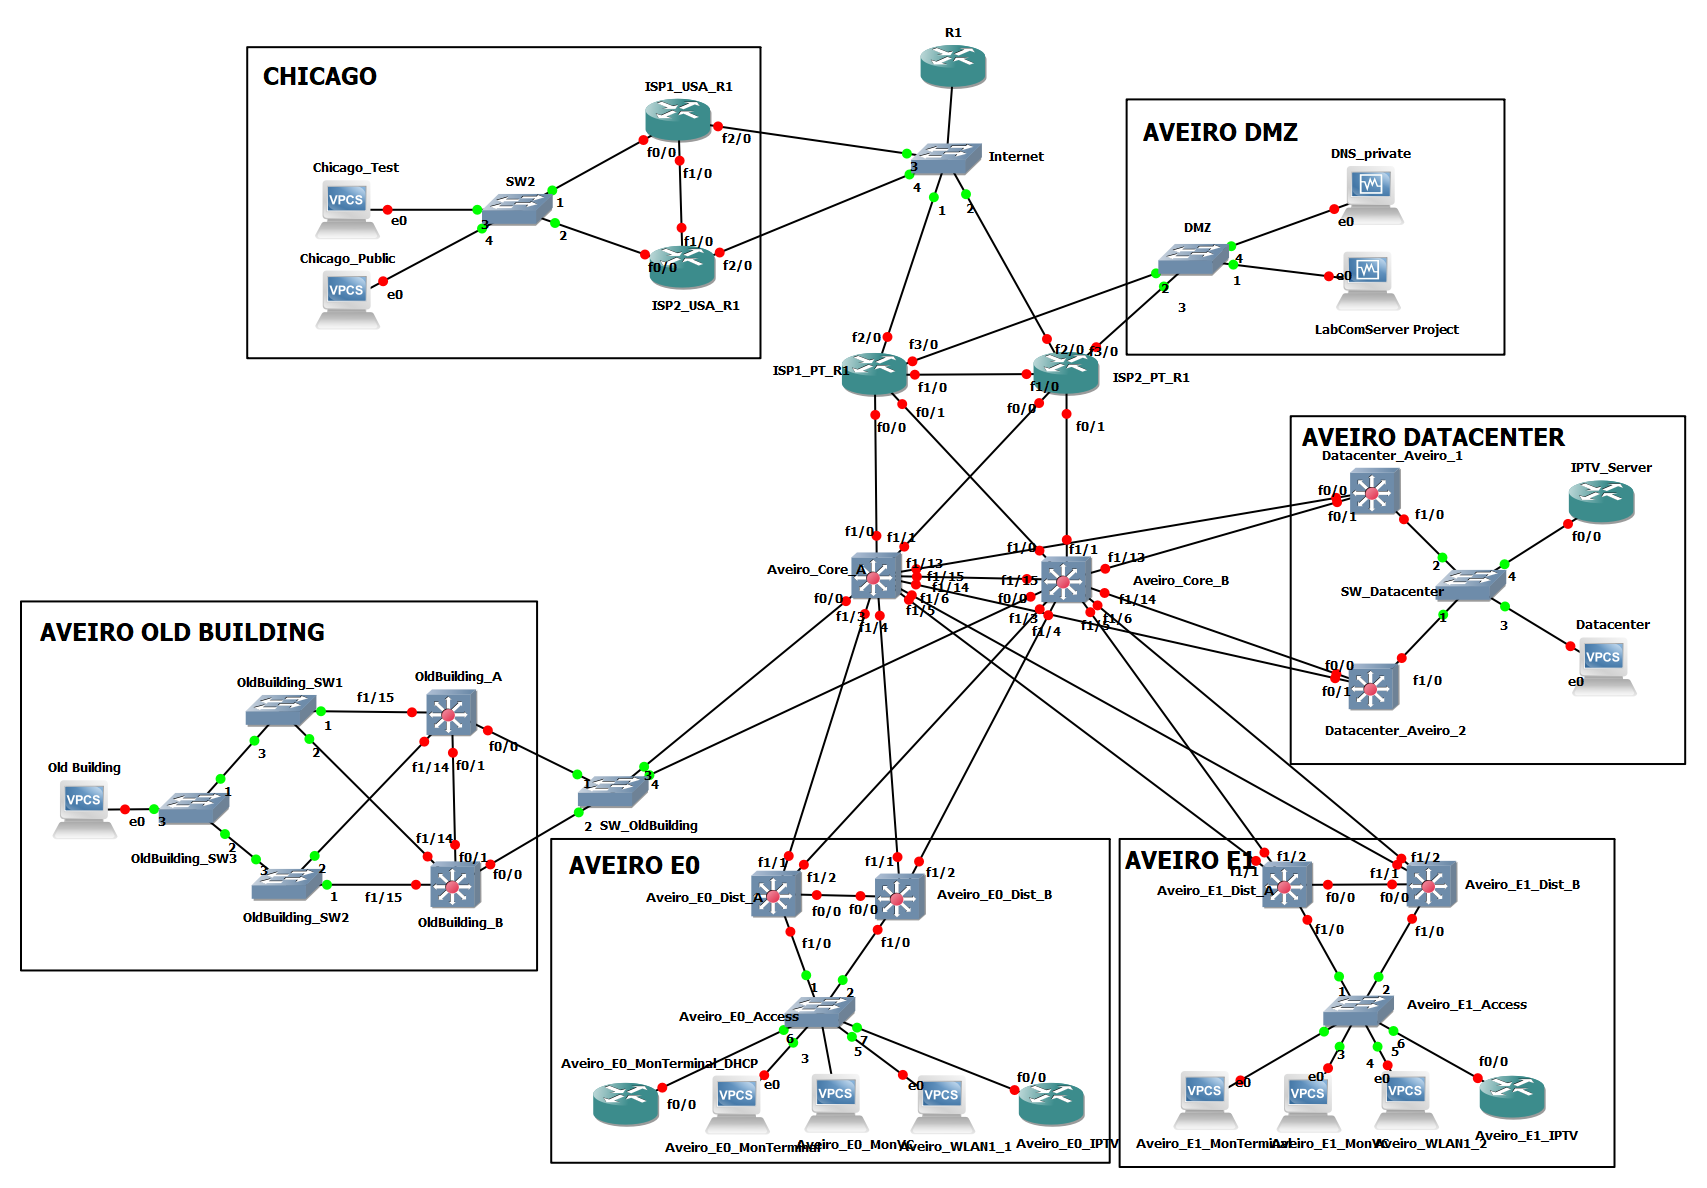 R1
CHICAGO
ISP1_USA_R1
f2/0
f0/0
f1/0
Chicago_Test
VPCS
e0
SW2
1
3
4
2
Chicago_Public
VPCS
e0
f1/0
f0/0
f2/0
ISP2_USA_R1
Internet
3
4
1
2
AVEIRO DMZ
DNS_private
e0
DMZ
4
1
2
3
e0
LabComServer Project
f2/0
f3/0
ISP1_PT_R1
f1/0
f0/1
f0/0
f2/0
f3/0
ISP2_PT_R1
f1/0
f0/0
f0/1
AVEIRO DATACENTER
Datacenter_Aveiro_1
f0/0
f0/1
f1/0
IPTV_Server
f0/0
2
4
SW_Datacenter
1
3
Datacenter
VPCS
e0
f0/0
f0/1
f1/0
Datacenter_Aveiro_2
f1/0
f1/1
Aveiro_Core_A
f1/13
f1/15
f1/14
f1/6
f1/5
f0/0
f1/3
f1/4
f1/0
f1/1
f1/13
f1/15
Aveiro_Core_B
f0/0
f1/14
f1/3
f1/4
f1/5
f1/6
AVEIRO OLD BUILDING
OldBuilding_A
OldBuilding_SW1
f1/15
1
2
3
f0/0
f1/14
f0/1
Old Building
VPCS
e0
3
1
2
OldBuilding_SW3
f1/14
f0/1
f0/0
3
2
1
f1/15
OldBuilding_SW2
OldBuilding_B
1
3
4
2
SW_OldBuilding
AVEIRO E0
f1/1
f1/2
Aveiro_E0_Dist_A
f0/0
f1/0
f1/1
f1/2
Aveiro_E0_Dist_B
f0/0
f1/0
1
2
Aveiro_E0_Access
6
3
5
7
Aveiro_E0_MonTerminal_DHCP
f0/0
e0
VPCS
VPCS
e0
VPCS
f0/0
Aveiro_E0_MonTerminal
Aveiro_E0_MonVC
Aveiro_WLAN1_1
Aveiro_E0_IPTV
AVEIRO E1
f1/1
f1/2
Aveiro_E1_Dist_A
f0/0
f1/0
f1/1
f1/2
Aveiro_E1_Dist_B
f0/0
f1/0
1
2
Aveiro_E1_Access
3
4
5
6
e0
VPCS
e0
VPCS
e0
VPCS
f0/0
Aveiro_E1_MonTerminal
Aveiro_E1_MonVC
Aveiro_WLAN1_2
Aveiro_E1_IPTV